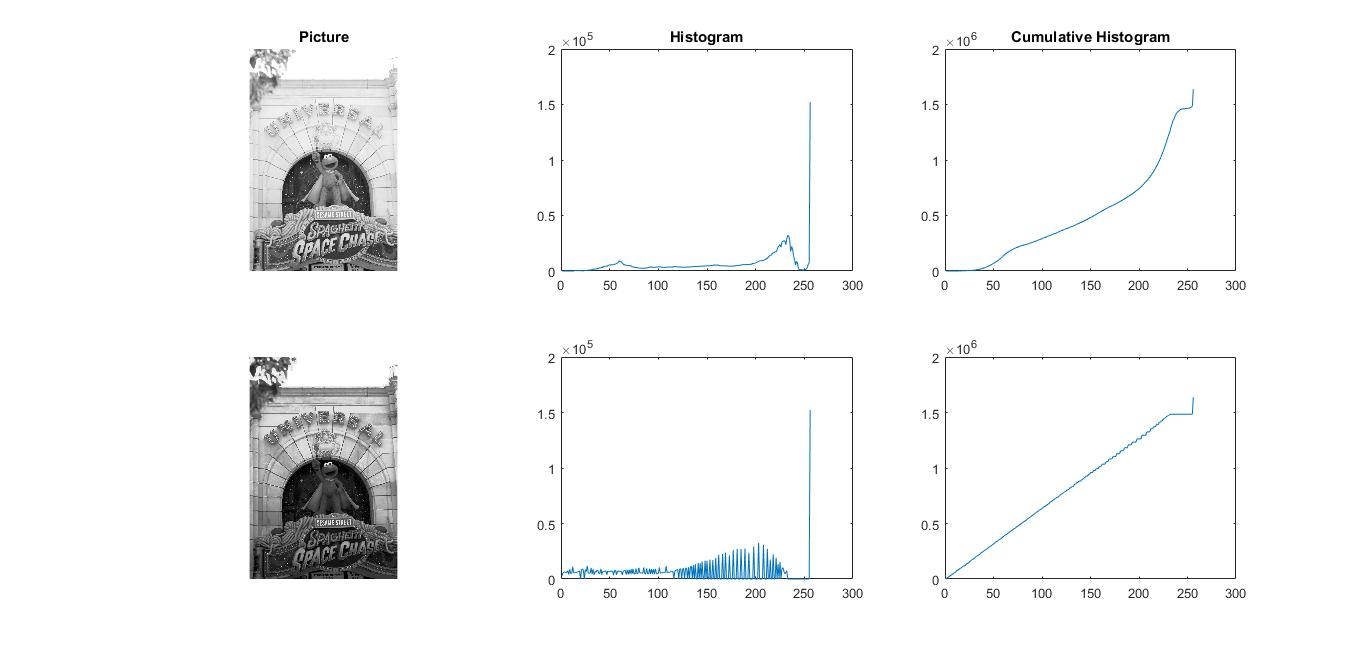 Picture
UNIVERSAL
SESAME STREET
SPAGHETTI
SPACE CHASE
Histogram
×10^5
2
1.5
1
0.5
0
0 50 100 150 200 250 300
Cumulative Histogram
×10^6
2
1.5
1
0.5
0
0 50 100 150 200 250 300
UNIVERSAL
SESAME STREET
SPAGHETTI
SPACE CHASE
×10^5
2
1.5
1
0.5
0
0 50 100 150 200 250 300
×10^6
2
1.5
1
0.5
0
0 50 100 150 200 250 300